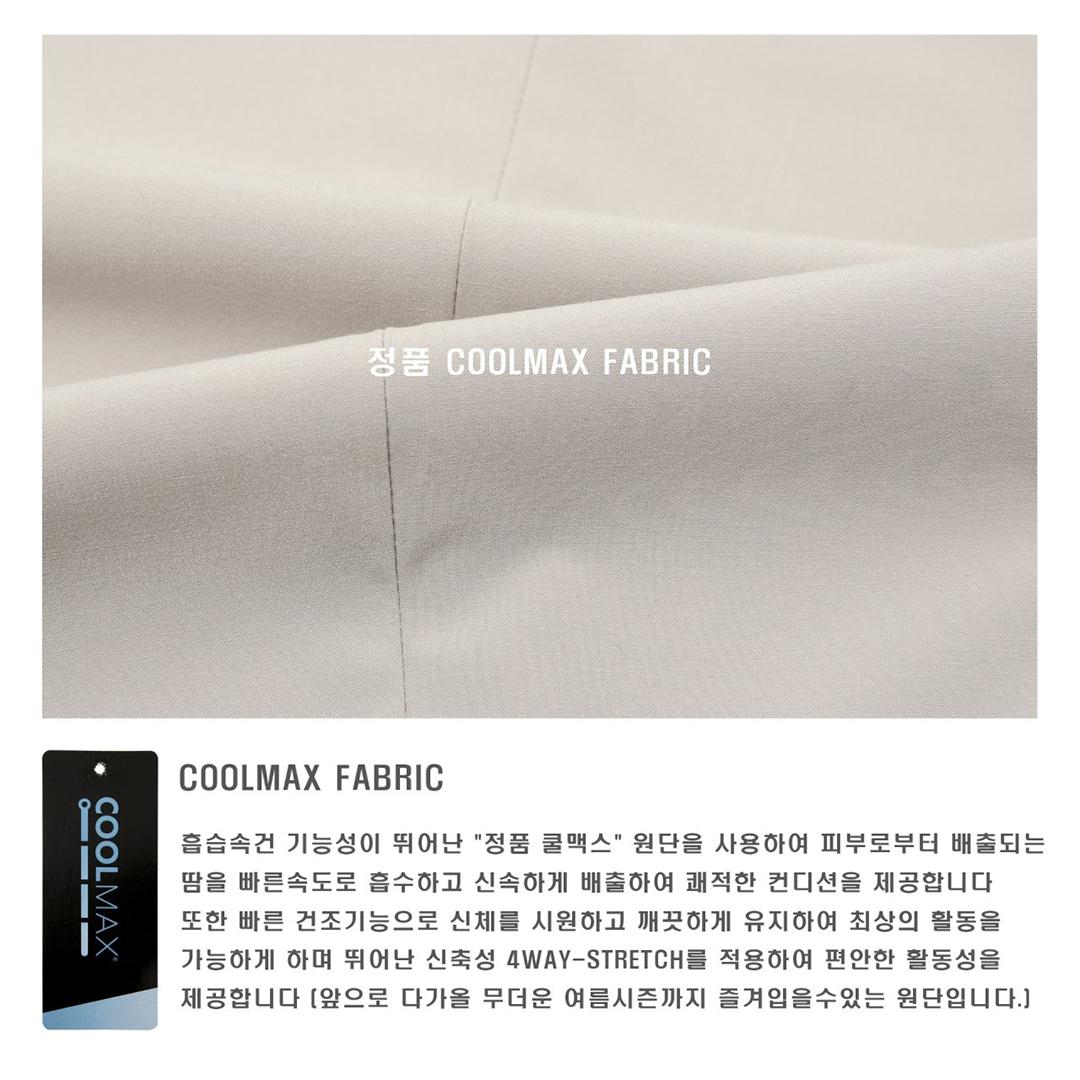 정품 COOLMAX FABRIC
COOLMAX®
COOLMAX FABRIC
흡습속건 기능성이 뛰어난 "정품 쿨맥스" 원단을 사용하여 피부로부터 배출되는
땀을 빠른속도로 흡수하고 신속하게 배출하여 쾌적한 컨디션을 제공합니다
또한 빠른 건조기능으로 신체를 시원하고 깨끗하게 유지하여 최상의 활동을
가능하게 하며 뛰어난 신축성 4WAY-STRETCH를 적용하여 편안한 활동성을
제공합니다 (앞으로 다가올 무더운 여름시즌까지 즐겨입을수있는 원단입니다.)